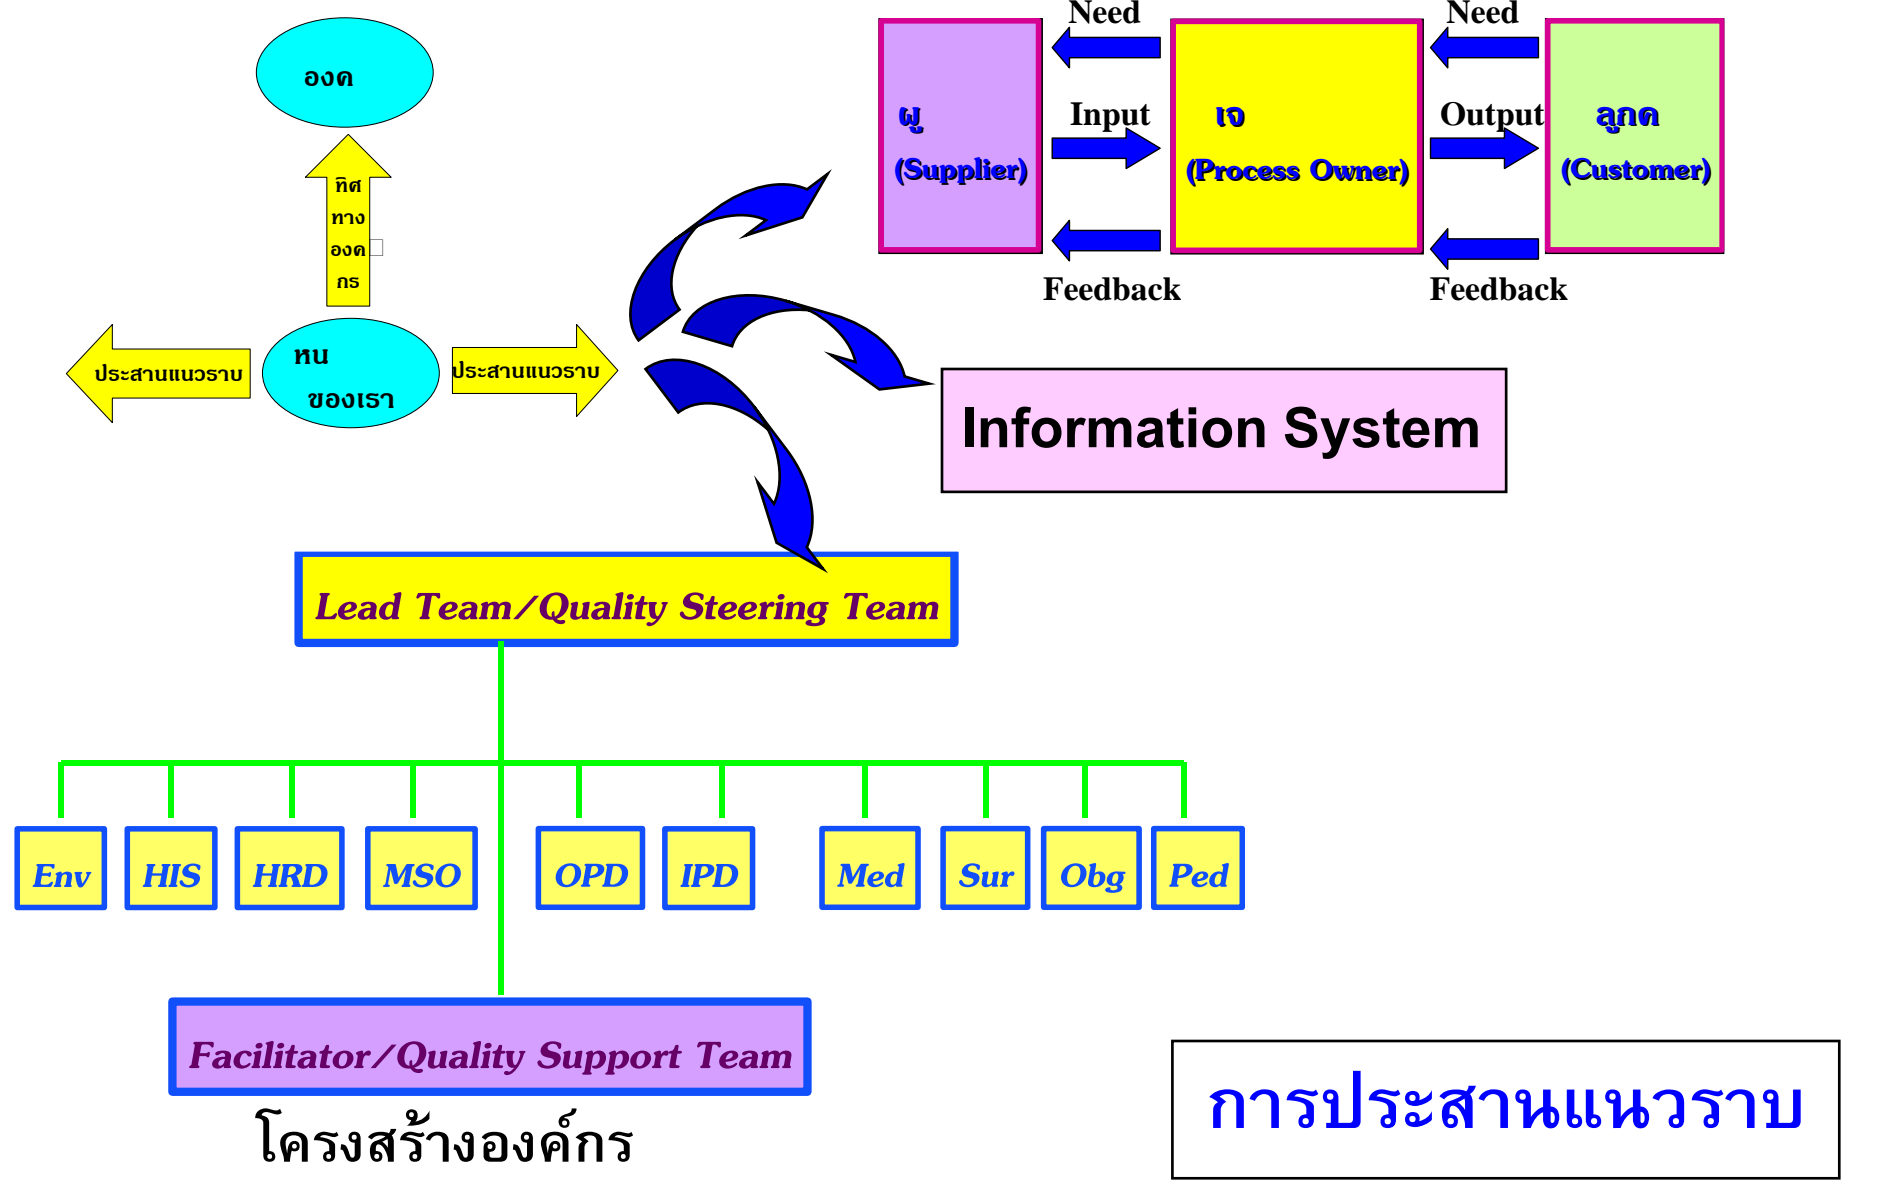 องค
ทิศ
ทาง
องค
กร
ประสานแนวราบ
หน
ของเรา
ประสานแนวราบ
Need
Need
ผู
(Supplier)
Input
เจ
(Process Owner)
Output
ลูกค
(Customer)
Feedback
Feedback
Information System
Lead Team/Quality Steering Team
Env
HIS
HRD
MSO
OPD
IPD
Med
Sur
Obg
Ped
Facilitator/Quality Support Team
โครงสร้างองค์กร
การประสานแนวราบ